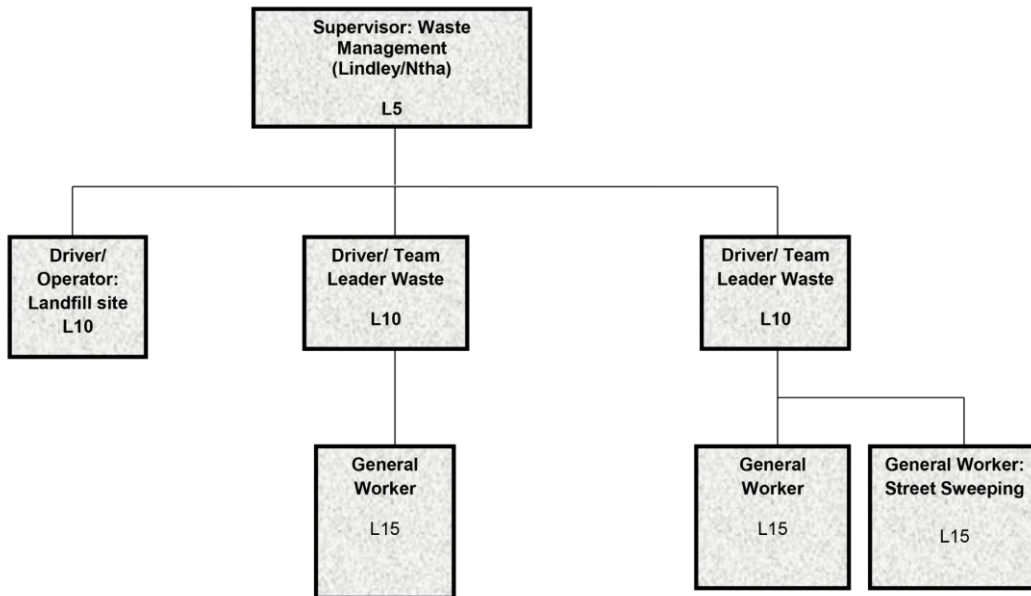 Supervisor: Waste
Management
(Lindley/Ntha)
L5
Driver/
Operator:
Landfill site
L10
Driver/ Team
Leader Waste
L10
Driver/ Team
Leader Waste
L10
General
Worker
L15
General
Worker
L15
General Worker:
Street Sweeping
L15